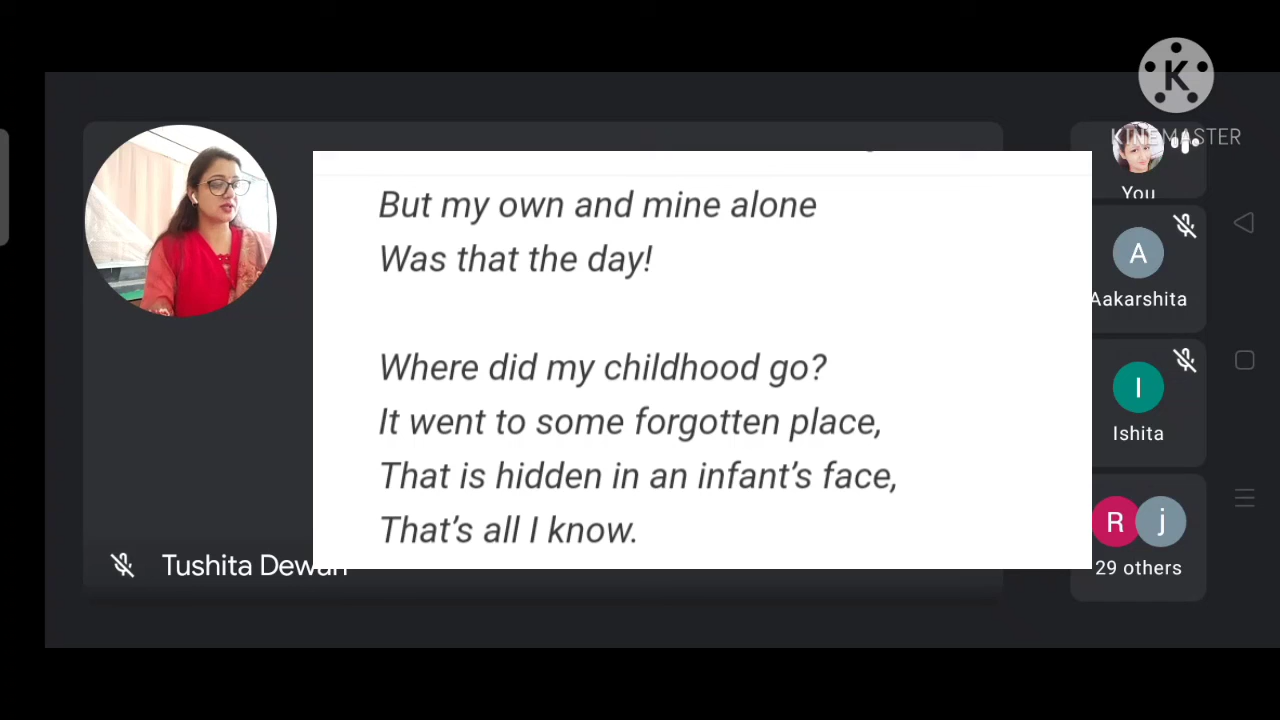 KINEMASTER
But my own and mine alone
Was that the day!
Where did my childhood go?
It went to some forgotten place,
That is hidden in an infant's face,
That's all I know.
Tushita Dewan
K
You
A
Aakarshita
I
Ishita
R j
29 others